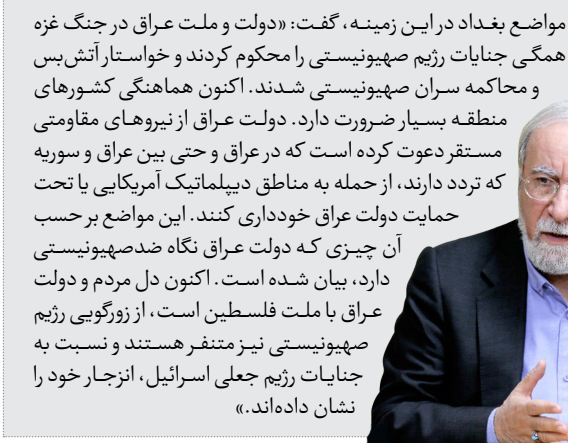 مواضع بغداد در این زمینه، گفت: «دولت و ملت عراق در جنگ غزه
همگی جنایات رژیم صهیونیستی را محکوم کردند و خواستار آتش‌بس
و محاکمه سران صهیونیستی شدند. اکنون هماهنگی کشورهای
منطقه بسیار ضرورت دارد. دولت عراق از نیروهای مقاومتی
مستقر دعوت کرده است که در عراق و حتی بین عراق و سوریه
که تردد دارند، از حمله به مناطق دیپلماتیک آمریکایی یا تحت
حمایت دولت عراق خودداری کنند. این مواضع بر حسب
آن چیزی که دولت عراق نگاه ضدصهیونیستی
دارد، بیان شده است. اکنون دل مردم و دولت
عراق با ملت فلسطین است، از زورگویی رژیم
صهیونیستی نیز متنفر هستند و نسبت به
جنایات رژیم جعلی اسرائیل، انزجار خود را
نشان داده‌اند.»